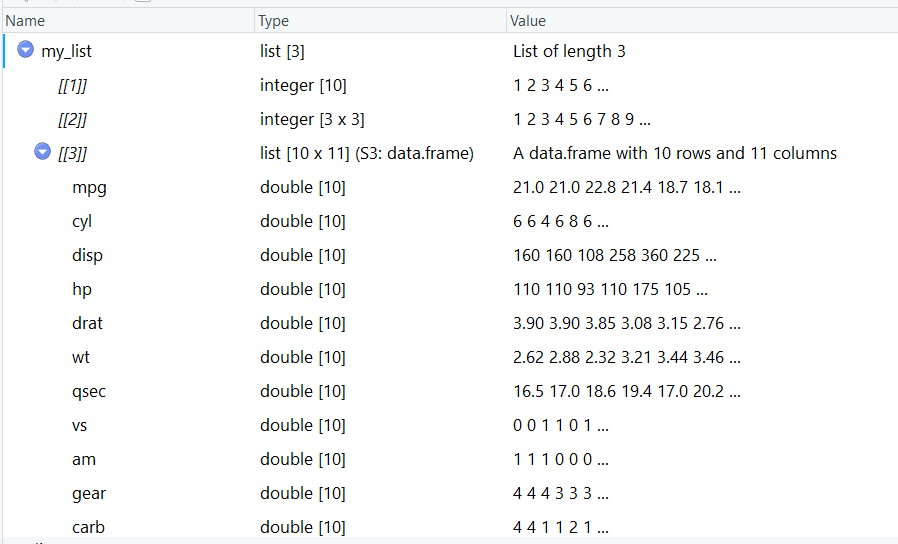 Name Type Value
my_list list [3] List of length 3
[[1]] integer [10] 1 2 3 4 5 6 ...
[[2]] integer [3 x 3] 1 2 3 4 5 6 7 8 9 ...
[[3]] list [10 x 11] (S3: data.frame) A data.frame with 10 rows and 11 columns
mpg double [10] 21.0 21.0 22.8 21.4 18.7 18.1 ...
cyl double [10] 6 6 4 6 8 6 ...
disp double [10] 160 160 108 258 360 225 ...
hp double [10] 110 110 93 110 175 105 ...
drat double [10] 3.90 3.90 3.85 3.08 3.15 2.76 ...
wt double [10] 2.62 2.88 2.32 3.21 3.44 3.46 ...
qsec double [10] 16.5 17.0 18.6 19.4 17.0 20.2 ...
vs double [10] 0 0 1 1 0 1 ...
am double [10] 1 1 1 0 0 0 ...
gear double [10] 4 4 4 3 3 3 ...
carb double [10] 4 4 1 1 2 1 ...